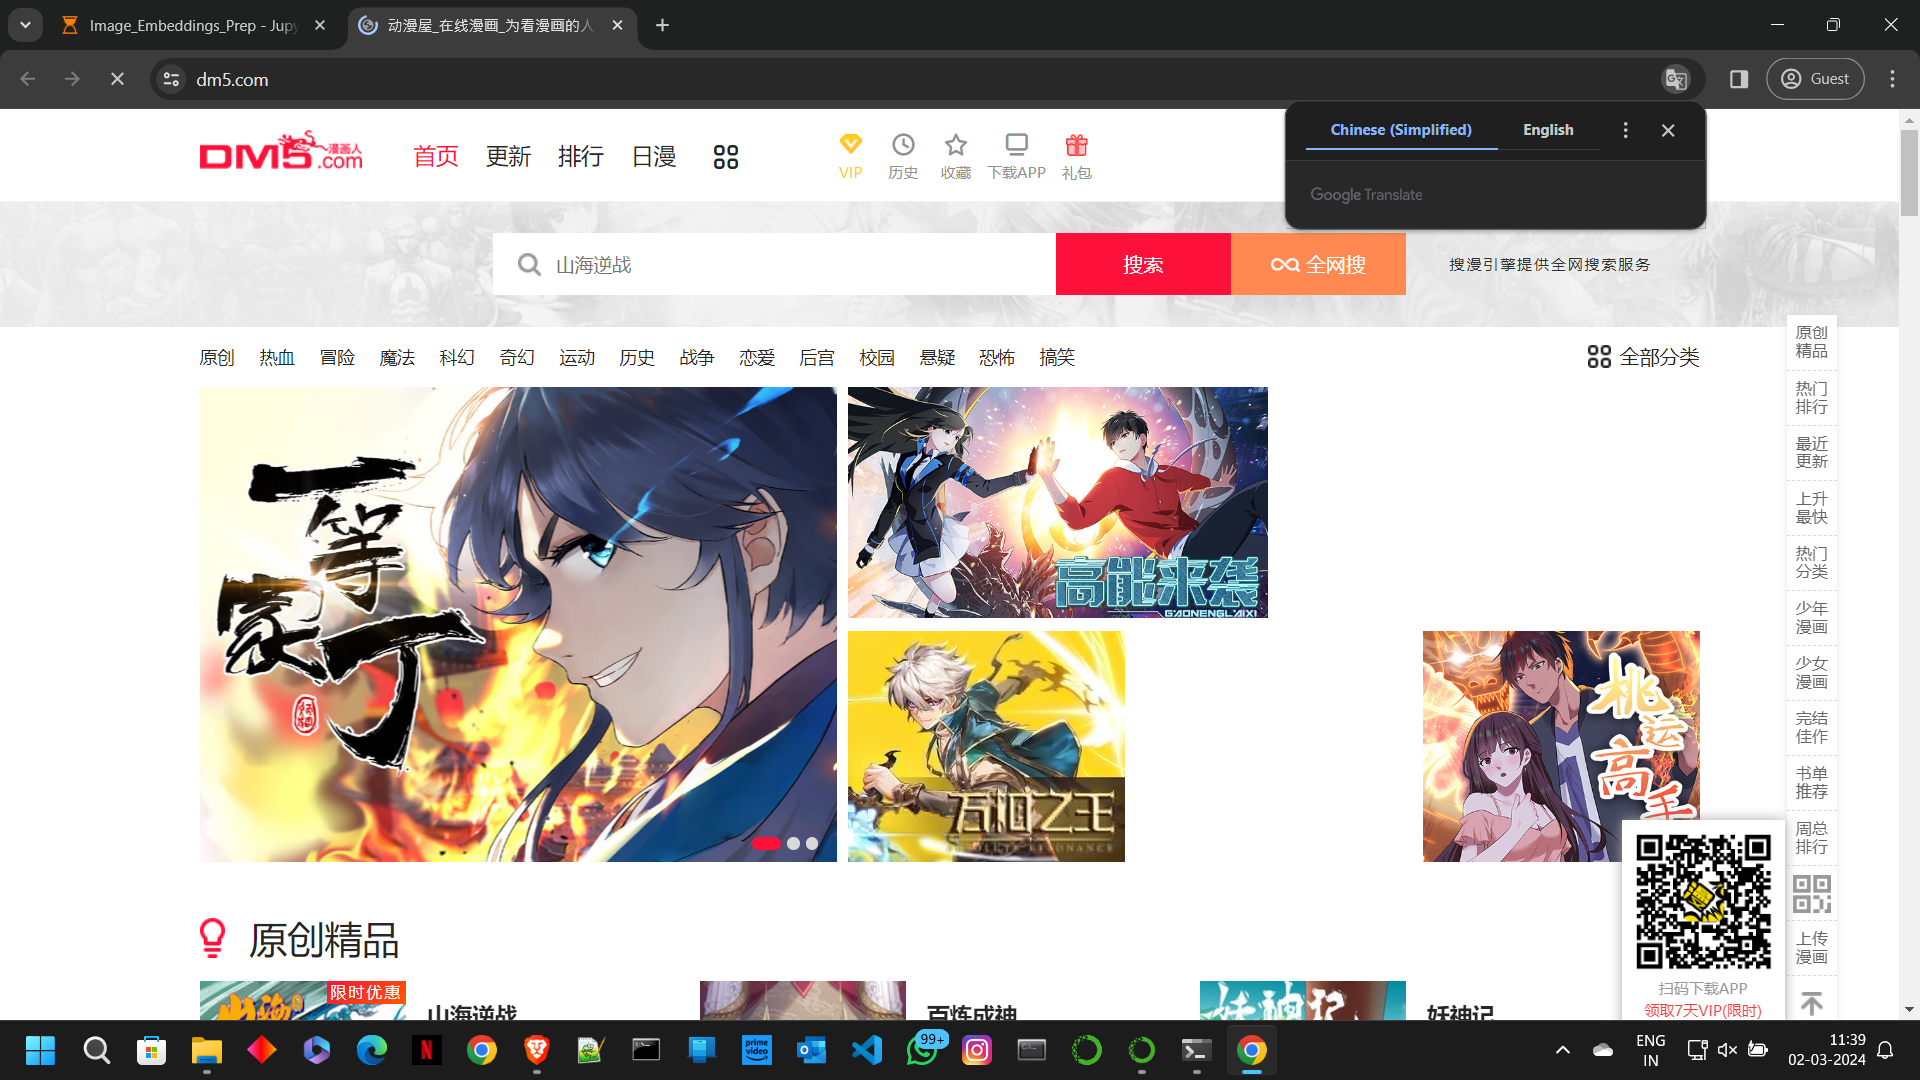 Image_Embeddings_Prep - Jupy
动漫屋_在线漫画_为看漫画的人
dm5.com
Guest
DM5.com 漫画人
首页 更新 排行 日漫
VIP 历史 收藏 下载APP 礼包
Chinese (Simplified) English
Google Translate
山海逆战
搜索
全网搜
搜漫引擎提供全网搜索服务
原创 热血 冒险 魔法 科幻 奇幻 运动 历史 战争 恋爱 后宫 校园 悬疑 恐怖 搞笑
全部分类
一等家丁
高能来袭
GAONENGLAIXI
万相之王
桃运高手
原创
精品
热门
排行
最近
更新
上升
最快
热门
分类
少年
漫画
少女
漫画
完结
佳作
书单
推荐
周总
排行
上传
漫画
扫码下载APP
领取7天VIP(限时)
原创精品
限时优惠
山海逆战
百炼成神
妖神记
妖神记
99+
prime
video
N
ENG
IN
11:39
02-03-2024